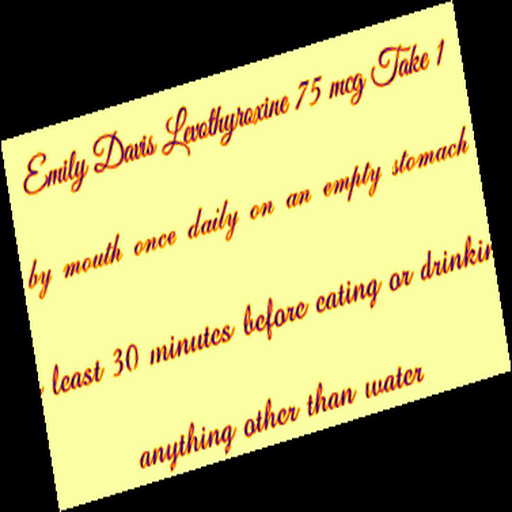 Emily Davis Levothyroxine 75 mcg Take 1
by mouth once daily on an empty stomach
least 30 minutes before eating or
anything other than water